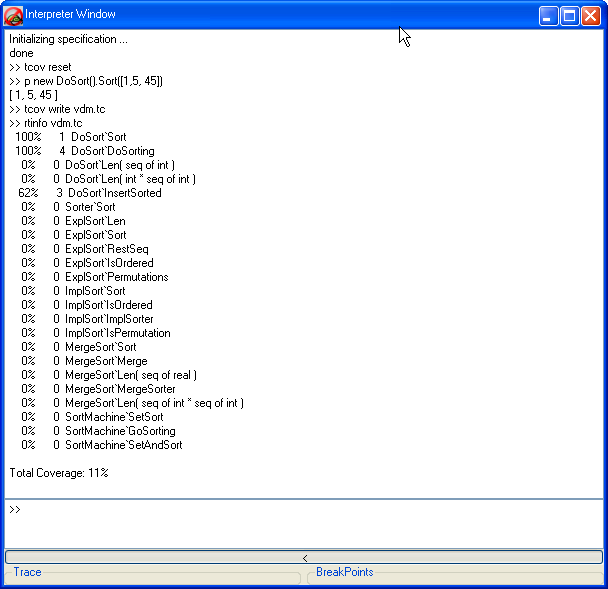 Interpreter Window
Initializing specification ...
done
>> tcov reset
>> p new DoSort().Sort([1,5, 45])
[ 1, 5, 45 ]
>> tcov write vdm.tc
>> rtinfo vdm.tc
100% 1 DoSort`Sort
100% 4 DoSort`DoSorting
0% 0 DoSort`Len( seq of int )
0% 0 DoSort`Len( int * seq of int )
62% 3 DoSort`InsertSorted
0% 0 Sorter`Sort
0% 0 ExplSort`Len
0% 0 ExplSort`Sort
0% 0 ExplSort`RestSeq
0% 0 ExplSort`IsOrdered
0% 0 ExplSort`Permutations
0% 0 ImplSort`Sort
0% 0 ImplSort`IsOrdered
0% 0 ImplSort`ImplSorter
0% 0 ImplSort`IsPermutation
0% 0 MergeSort`Sort
0% 0 MergeSort`Merge
0% 0 MergeSort`Len( seq of real )
0% 0 MergeSort`MergeSorter
0% 0 MergeSort`Len( seq of int * seq of int )
0% 0 SortMachine`SetSort
0% 0 SortMachine`GoSorting
0% 0 SortMachine`SetAndSort
Total Coverage: 11%
>>
<
Trace BreakPoints